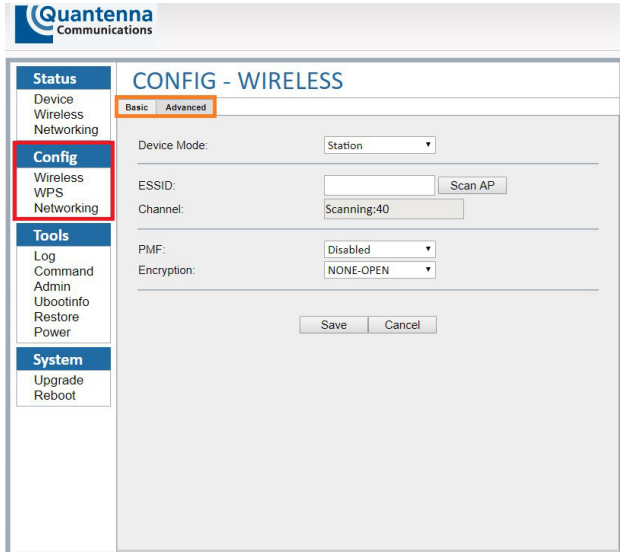 Quantenna
Communications
Status
Device
Wireless
Networking
Config
Wireless
WPS
Networking
Tools
Log
Command
Admin
Ubootinfo
Restore
Power
System
Upgrade
Reboot
CONFIG - WIRELESS
Basic Advanced
Device Mode: Station
ESSID: Scan AP
Channel: Scanning:40
PMF: Disabled
Encryption: NONE-OPEN
Save Cancel